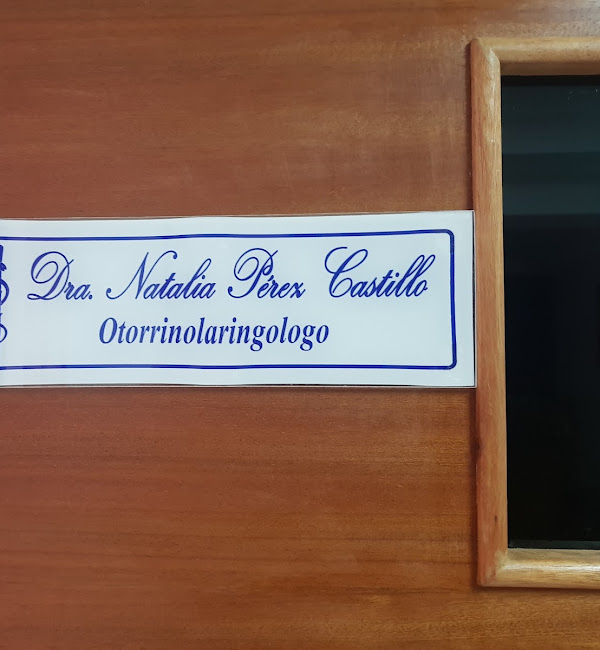 Dra. Natalia Pérez Castillo
Otorrinolaringologo